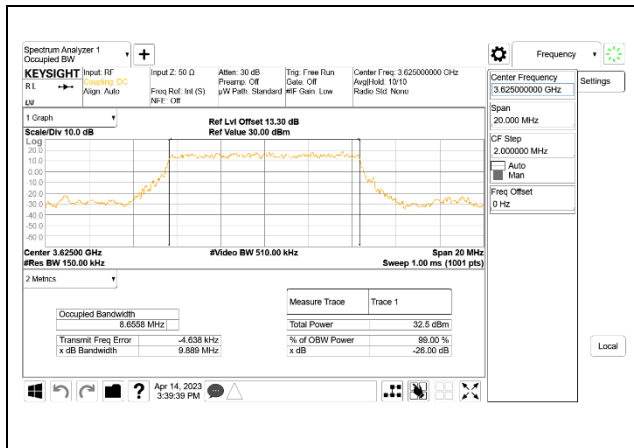 Spectrum Analyzer 1
Occupied BW
Frequency
KEYSIGHT
Input: RF
Coupling: DC
Align: Auto
Input Z: 50 Ω
Freq Ref: Int (S)
NFE: Off
Atten: 30 dB
Preamp: Off
µW Path: Standard
Trig: Free Run
Gate: Off
#IF Gain: Low
Center Freq: 3.625000000 GHz
Avg|Hold: 10/10
Radio Std: None
1 Graph
Scale/Div 10.0 dB
Ref Lvl Offset 13.30 dB
Ref Value 30.00 dBm
Log
20.0
10.0
0.00
-10.0
-20.0
-30.0
-40.0
-50.0
-60.0
Center 3.62500 GHz
#Res BW 150.00 kHz
#Video BW 510.00 kHz
Span 20 MHz
Sweep 1.00 ms (1001 pts)
2 Metrics
Occupied Bandwidth
8.6558 MHz
Transmit Freq Error -4.638 kHz
x dB Bandwidth 9.889 MHz
Measure Trace Trace 1
Total Power 32.5 dBm
% of OBW Power 99.00 %
x dB -26.00 dB
Center Frequency
3.625000000 GHz
Span
20.000 MHz
CF Step
2.000000 MHz
Auto
Man
Freq Offset
0 Hz
Settings
Local
Apr 14, 2023
3:39:39 PM